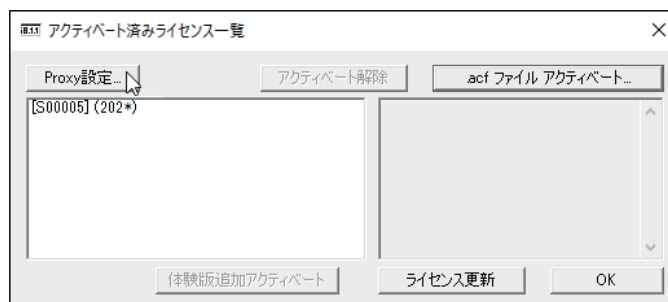 iB.1.1 アクティベート済みライセンス一覧
Proxy設定... アクティベート解除 .acf ファイル アクティベート...
[S00005] (202*)
体験版追加アクティベート ライセンス更新 OK